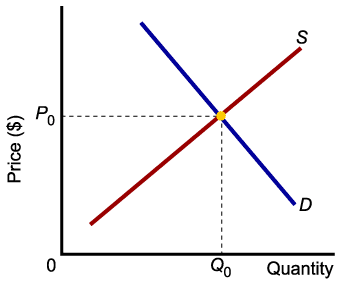 S
P₀
Price ($)
D
0
Q₀
Quantity